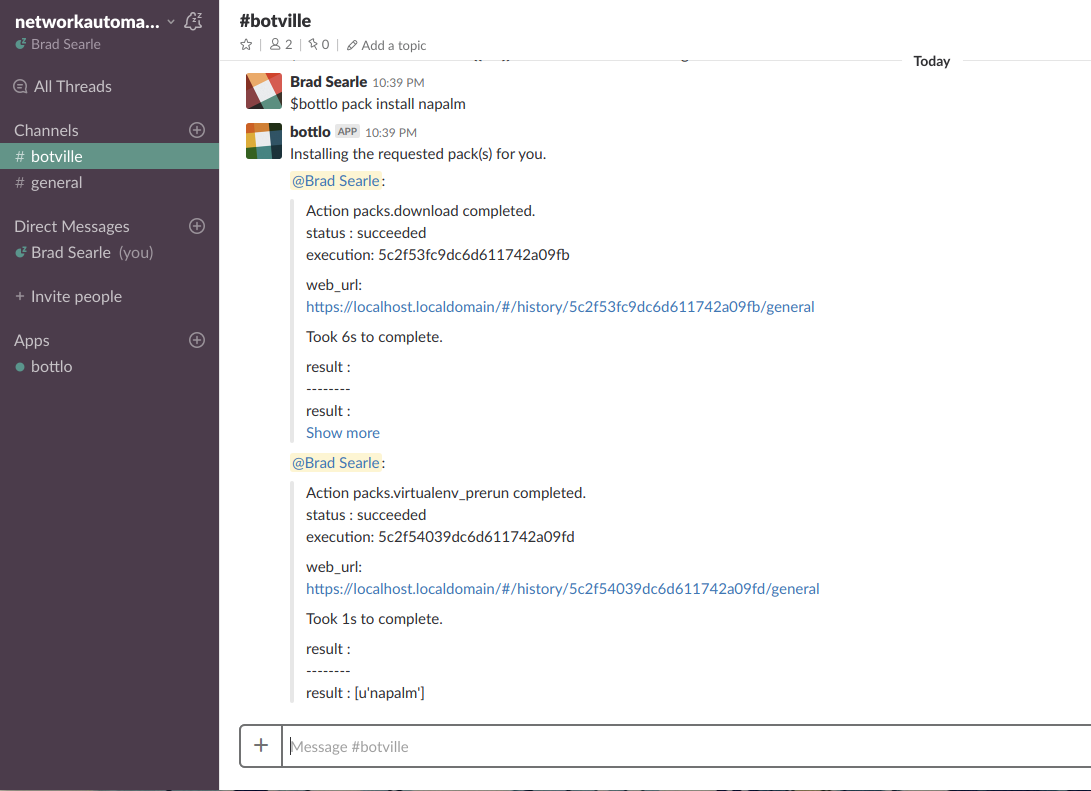 networkautoma...
Brad Searle
All Threads
Channels
# botville
# general
Direct Messages
Brad Searle (you)
+ Invite people
Apps
bottlo
#botville
2 | 0 | Add a topic
Today
Brad Searle 10:39 PM
$bottlo pack install napalm
bottlo APP 10:39 PM
Installing the requested pack(s) for you.
@Brad Searle:
Action packs.download completed.
status : succeeded
execution: 5c2f53fc9dc6d611742a09fb
web_url:
https://localhost.localdomain/#/history/5c2f53fc9dc6d611742a09fb/general
Took 6s to complete.
result :
--------
result :
Show more
@Brad Searle:
Action packs.virtualenv_prerun completed.
status : succeeded
execution: 5c2f54039dc6d611742a09fd
web_url:
https://localhost.localdomain/#/history/5c2f54039dc6d611742a09fd/general
Took 1s to complete.
result :
--------
result : [u'napalm']
Message #botville